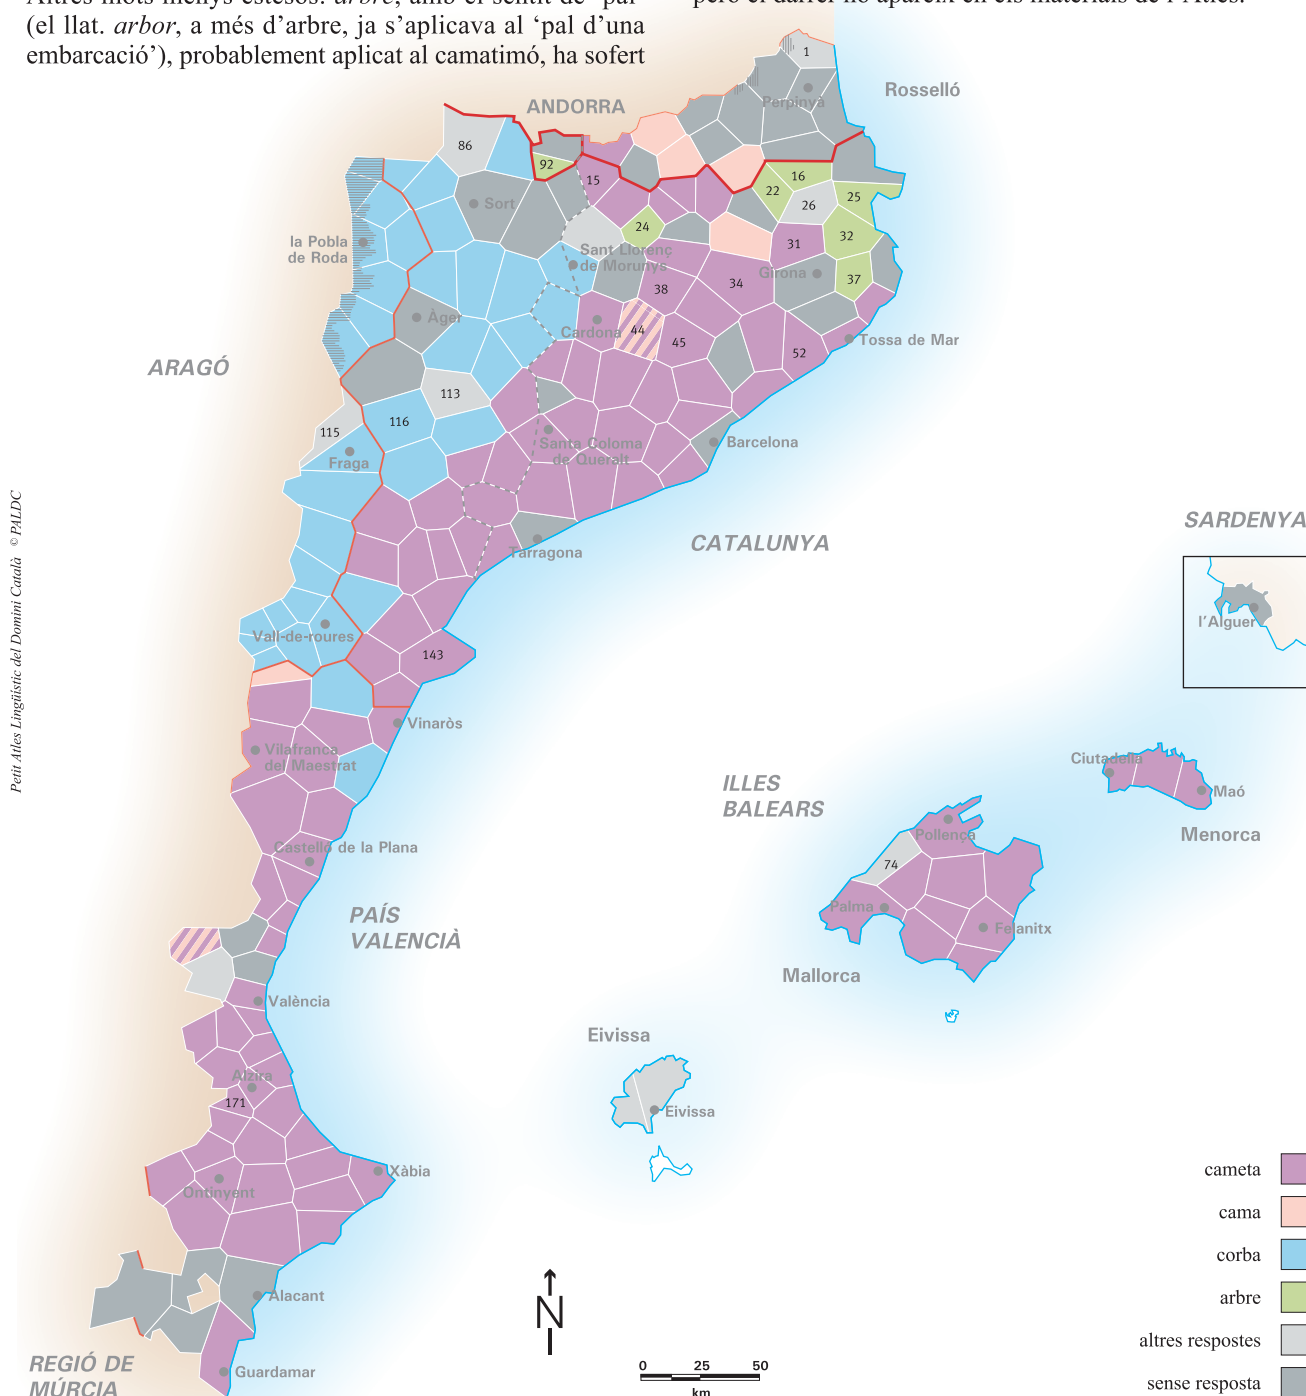 (el llat. arbor, a més d’arbre, ja s’aplicava al ‘pal d’una
embarcació’), probablement aplicat al camatimó, ha sofert
1
Rosselló
Perpinyà
ANDORRA
86
92
15
16
22
25
26
Sort
24
31
32
la Pobla
de Roda
Sant Llorenç
de Morunys
Girona
37
38
34
Àger
Cardona
44
45
52
Tossa de Mar
ARAGÓ
113
116
115
Fraga
Santa Coloma
de Queralt
Barcelona
Petit Atles Lingüístic del Domini Català © PALDC
Tarragona
CATALUNYA
SARDENYA
l’Alguer
Vall-de-roures
143
Vinaròs
Vilafranca
del Maestrat
ILLES
BALEARS
Ciutadella
Maó
Menorca
Pollença
Castelló de la Plana
74
Palma
Felanitx
PAÍS
VALENCIÀ
Mallorca
València
Eivissa
Alzira
171
Eivissa
Xàbia
Ontinyent
cameta
cama
corba
arbre
altres respostes
sense resposta
Alacant
N
REGIÓ DE
MÚRCIA
Guardamar
0 25 50
km